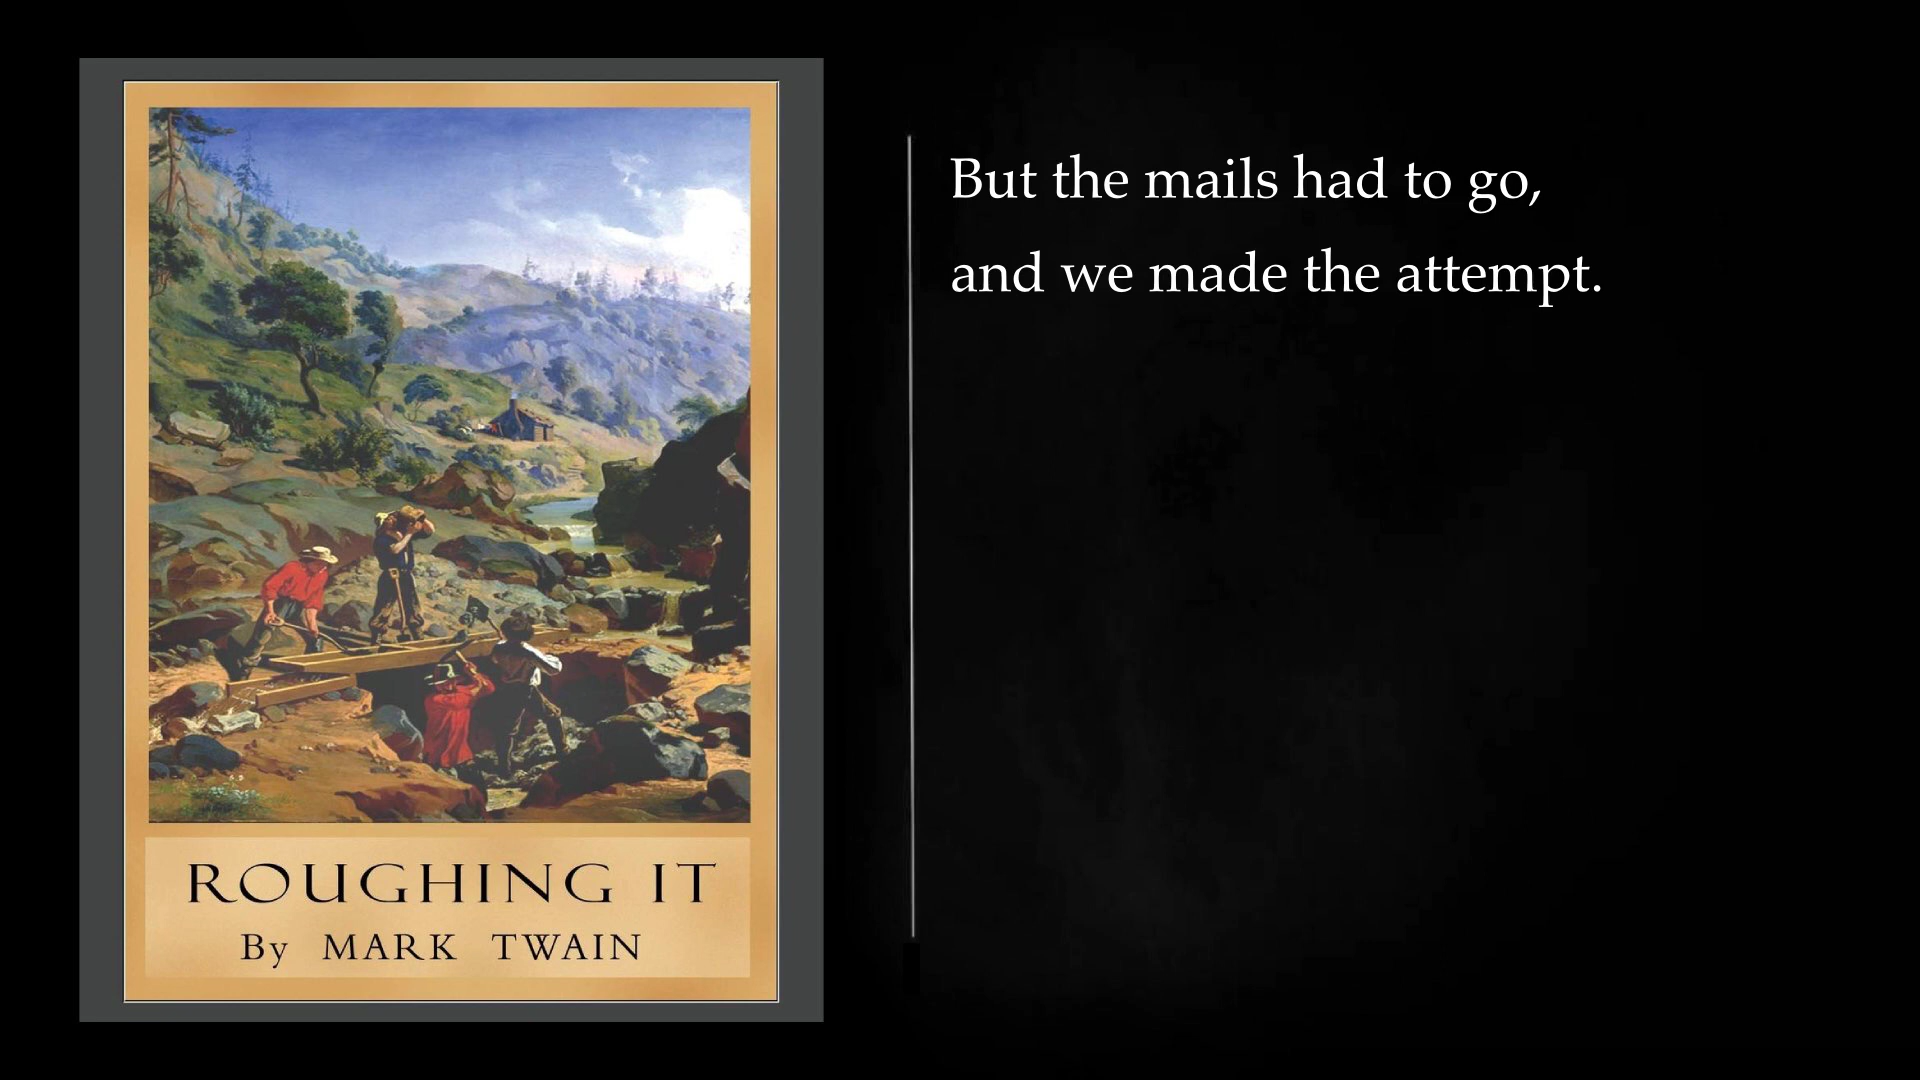 But the mails had to go,
and we made the attempt.
ROUGHING IT
By MARK TWAIN